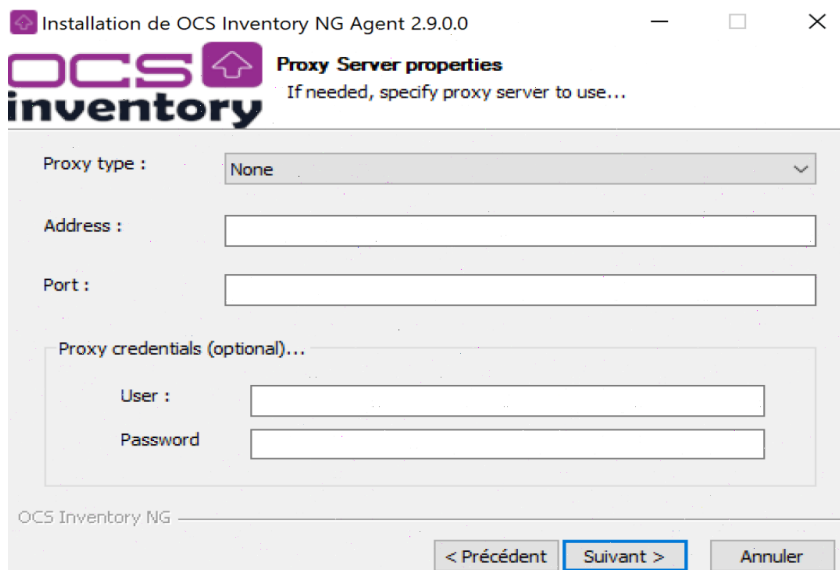 Installation de OCS Inventory NG Agent 2.9.0.0
OCS inventory
Proxy Server properties
If needed, specify proxy server to use...
Proxy type :
None
Address :
Port :
Proxy credentials (optional)...
User :
Password
OCS Inventory NG
< Précédent
Suivant >
Annuler